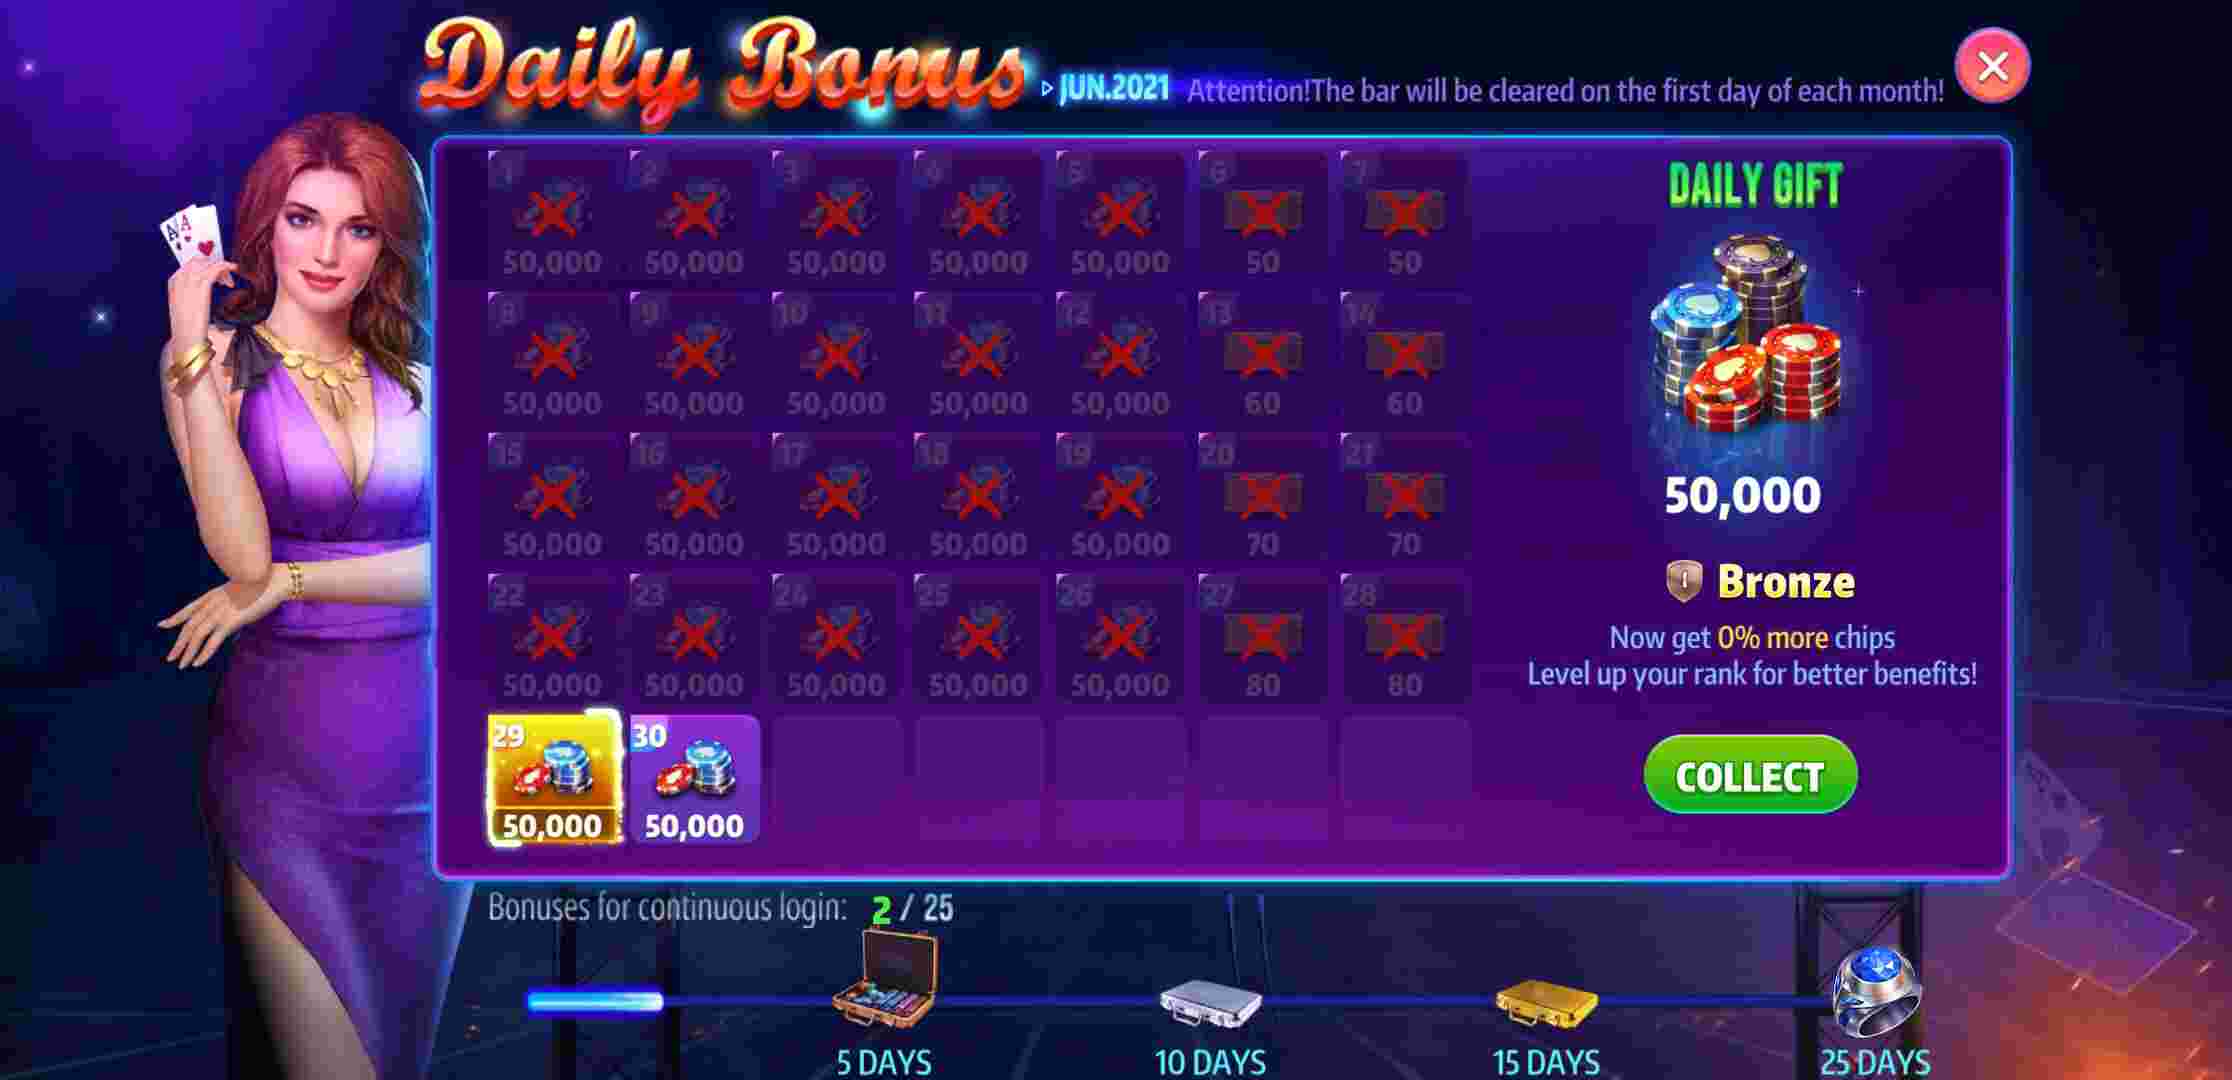 Daily Bonus
JUN.2021
Attention!The bar will be cleared on the first day of each month!
1 2 3 4 5 6 7
50,000 50,000 50,000 50,000 50,000 50 50
8 9 10 11 12 13 14
50,000 50,000 50,000 50,000 50,000 60 60
15 16 17 18 19 20 21
50,000 50,000 50,000 50,000 50,000 70 70
22 23 24 25 26 27 28
50,000 50,000 50,000 50,000 50,000 80 80
29 30
50,000 50,000
DAILY GIFT
50,000
Bronze
Now get 0% more chips
Level up your rank for better benefits!
COLLECT
Bonuses for continuous login: 2 / 25
5 DAYS
10 DAYS
15 DAYS
25 DAYS
A
A